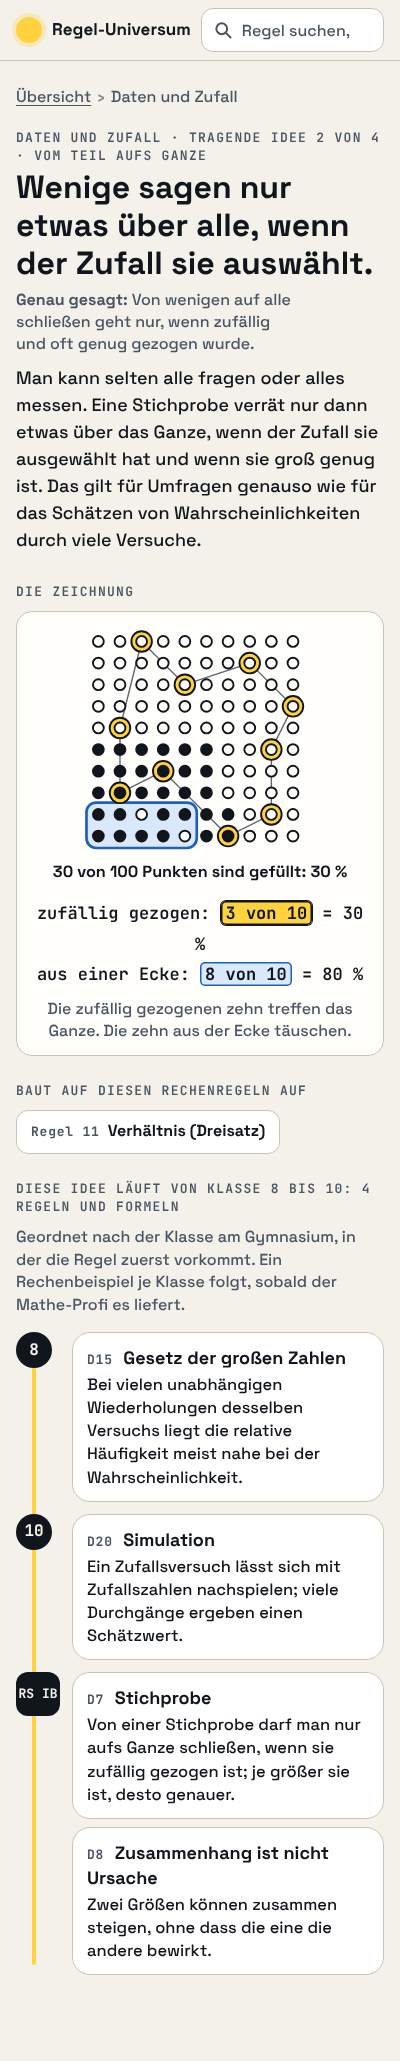 Regel-Universum
Regel suchen,
Übersicht > Daten und Zufall
DATEN UND ZUFALL · TRAGENDE IDEE 2 VON 4
· VOM TEIL AUFS GANZE
Wenige sagen nur
etwas über alle, wenn
der Zufall sie auswählt.
Genau gesagt: Von wenigen auf alle
schließen geht nur, wenn zufällig
und oft genug gezogen wurde.
Man kann selten alle fragen oder alles
messen. Eine Stichprobe verrät nur dann
etwas über das Ganze, wenn der Zufall sie
ausgewählt hat und wenn sie groß genug
ist. Das gilt für Umfragen genauso wie für
das Schätzen von Wahrscheinlichkeiten
durch viele Versuche.
DIE ZEICHNUNG
30 von 100 Punkten sind gefüllt: 30 %
zufällig gezogen: 3 von 10 = 30
%
aus einer Ecke: 8 von 10 = 80 %
Die zufällig gezogenen zehn treffen das
Ganze. Die zehn aus der Ecke täuschen.
BAUT AUF DIESEN RECHENREGELN AUF
Regel 11 Verhältnis (Dreisatz)
DIESE IDEE LÄUFT VON KLASSE 8 BIS 10: 4
REGELN UND FORMELN
Geordnet nach der Klasse am Gymnasium, in
der die Regel zuerst vorkommt. Ein
Rechenbeispiel je Klasse folgt, sobald der
Mathe-Profi es liefert.
8
D15 Gesetz der großen Zahlen
Bei vielen unabhängigen
Wiederholungen desselben
Versuchs liegt die relative
Häufigkeit meist nahe bei der
Wahrscheinlichkeit.
10
D20 Simulation
Ein Zufallsversuch lässt sich mit
Zufallszahlen nachspielen; viele
Durchgänge ergeben einen
Schätzwert.
RS IB
D7 Stichprobe
Von einer Stichprobe darf man nur
aufs Ganze schließen, wenn sie
zufällig gezogen ist; je größer sie
ist, desto genauer.
D8 Zusammenhang ist nicht
Ursache
Zwei Größen können zusammen
steigen, ohne dass die eine die
andere bewirkt.